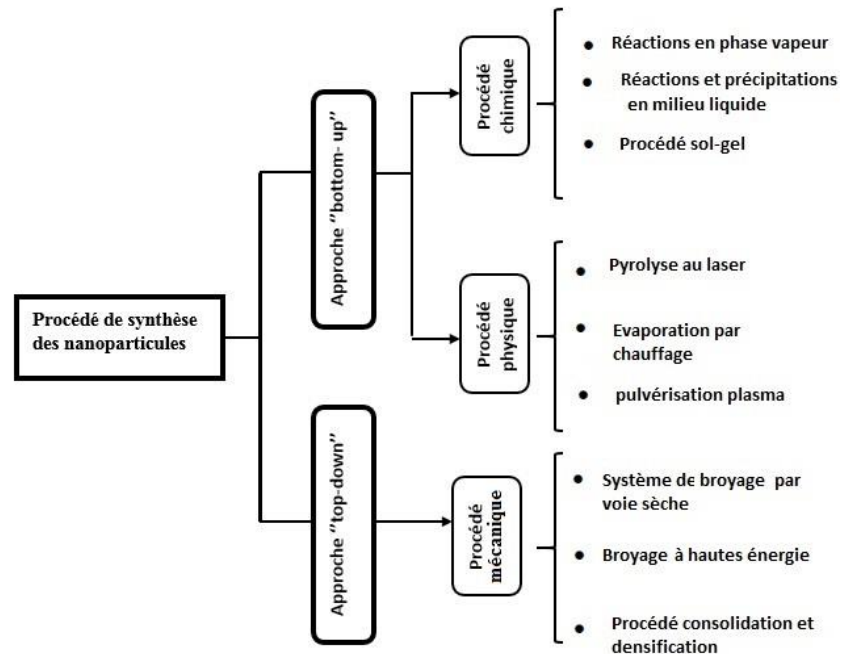 Procédé de synthèse
des nanoparticules
Approche ‘‘bottom- up’’
Procédé
chimique
Réactions en phase vapeur
Réactions et précipitations
en milieu liquide
Procédé sol-gel
Procédé
physique
Pyrolyse au laser
Evaporation par
chauffage
pulvérisation plasma
Approche ‘‘top-down’’
Procédé
mécanique
Système de broyage par
voie sèche
Broyage à hautes énergie
Procédé consolidation et
densification